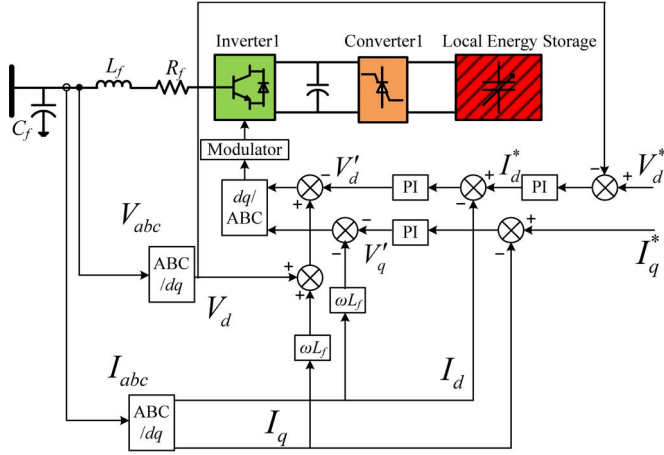 Inverter1
Converter1
Local Energy Storage
L_f
R_f
C_f
Modulator
dq/
ABC
V′_d
PI
I*_d
PI
V*_d
V_abc
V′_q
PI
I*_q
ABC
/dq
V_d
ωL_f
ωL_f
I_abc
I_d
ABC
/dq
I_q